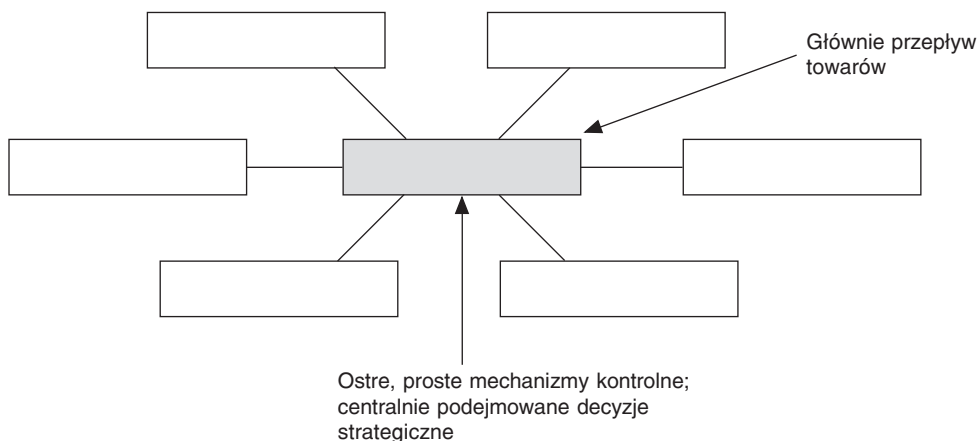 Głównie przepływ
towarów
Ostre, proste mechanizmy kontrolne;
centralnie podejmowane decyzje
strategiczne